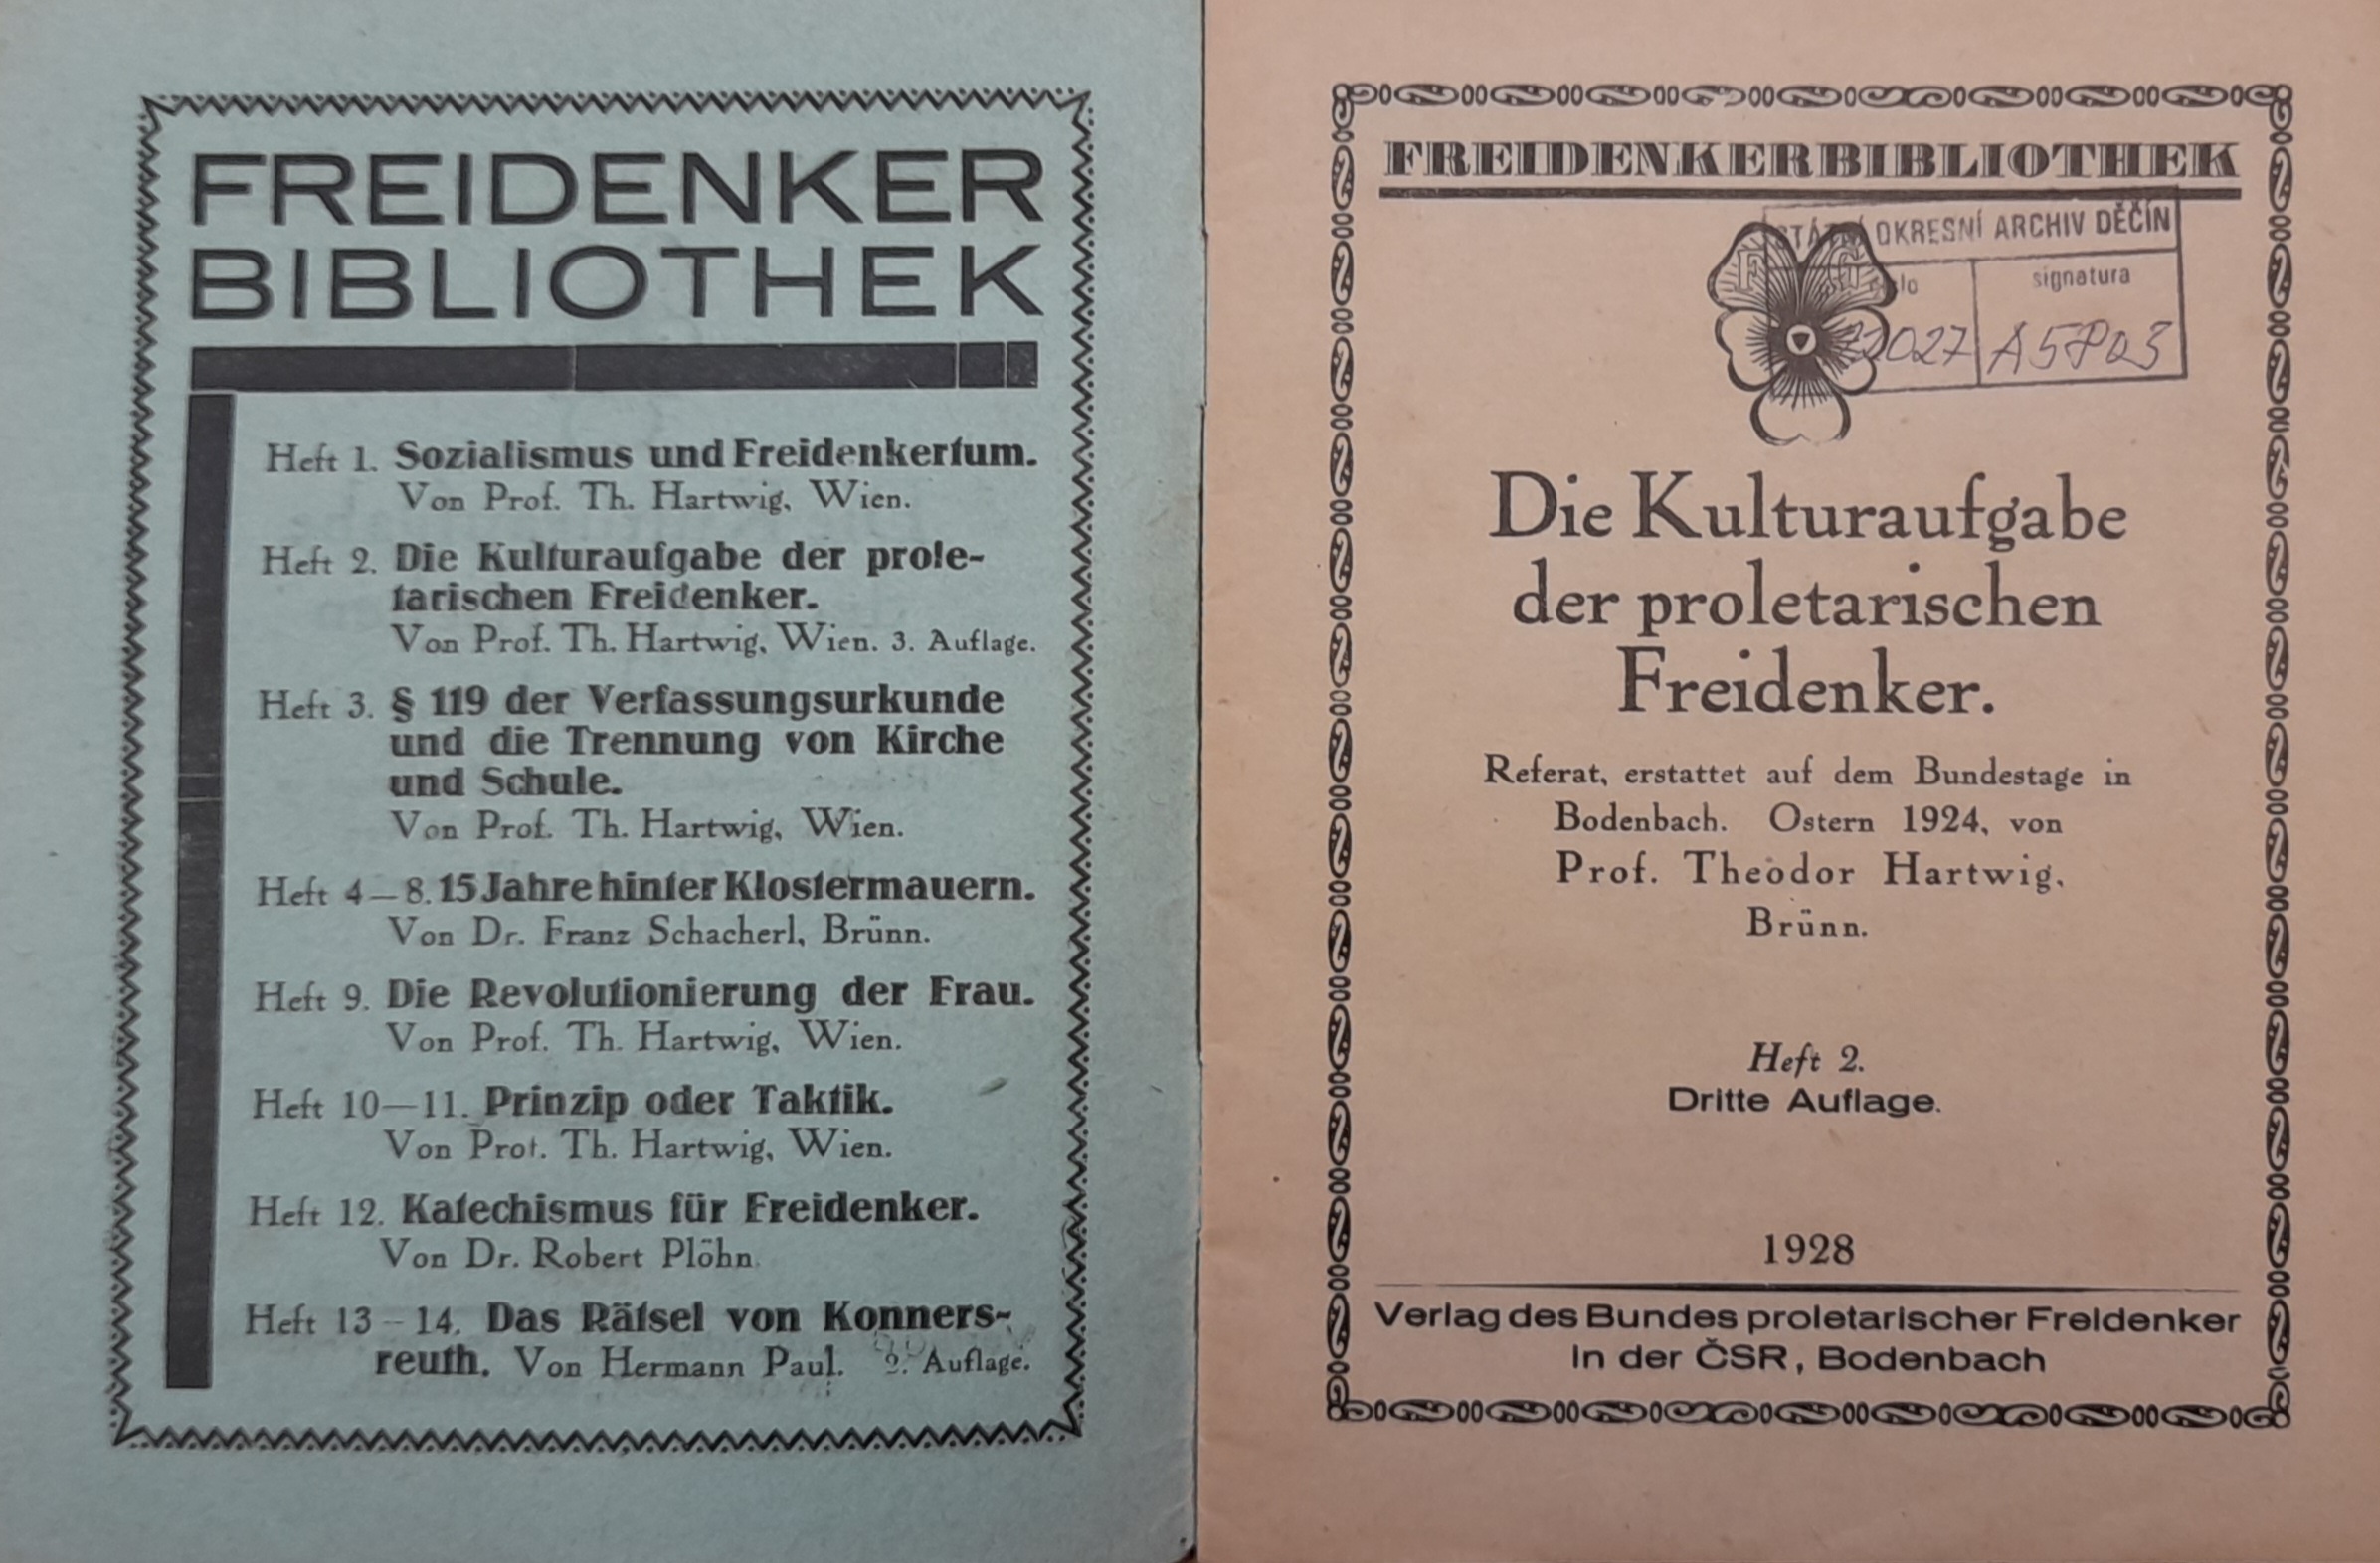 FREIDENKER
BIBLIOTHEK
Heft 1. Sozialismus und Freidenkertum.
Von Prof. Th. Hartwig, Wien.
Heft 2. Die Kulturaufgabe der prole-
tarischen Freidenker.
Von Prof. Th. Hartwig, Wien. 3. Auflage.
Heft 3. § 119 der Verfassungsurkunde
und die Trennung von Kirche
und Schule.
Von Prof. Th. Hartwig, Wien.
Heft 4–8. 15 Jahre hinter Klostermauern.
Von Dr. Franz Schacherl, Brünn.
Heft 9. Die Revolutionierung der Frau.
Von Prof. Th. Hartwig, Wien.
Heft 10–11. Prinzip oder Taktik.
Von Prof. Th. Hartwig, Wien.
Heft 12. Katechismus für Freidenker.
Von Dr. Robert Plöhn.
Heft 13–14. Das Rätsel von Konners-
reuth. Von Hermann Paul. 2. Auflage.
FREIDENKERBIBLIOTHEK
STÁTNÍ OKRESNÍ ARCHIV DĚČÍN
F G
číslo signatura
A5803
Die Kulturaufgabe
der proletarischen
Freidenker.
Referat, erstattet auf dem Bundestage in
Bodenbach. Ostern 1924, von
Prof. Theodor Hartwig,
Brünn.
Heft 2.
Dritte Auflage.
1928
Verlag des Bundes proletarischer Freidenker
in der ČSR, Bodenbach